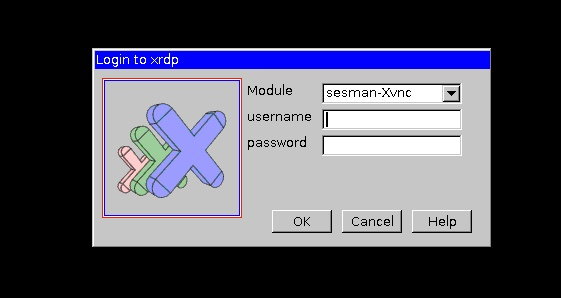 Login to xrdp
Module
sesman-Xvnc
username
password
OK
Cancel
Help